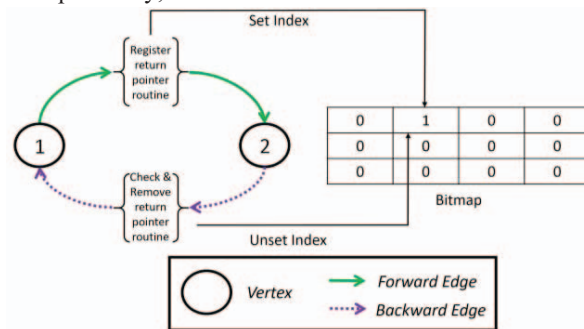 Set Index
Register
return
pointer
routine
1
2
0 1 0 0
0 0 0 0
0 0 0 0
Bitmap
Check &
Remove
return
pointer
routine
Unset Index
Vertex
Forward Edge
Backward Edge